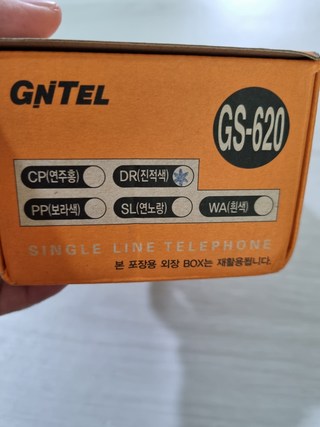 GNTEL
GS-620
CP(연주홍) DR(진적색)
PP(보라색) SL(연노랑) WA(흰색)
SINGLE LINE TELEPHONE
본 포장용 외장 BOX는 재활용됩니다.